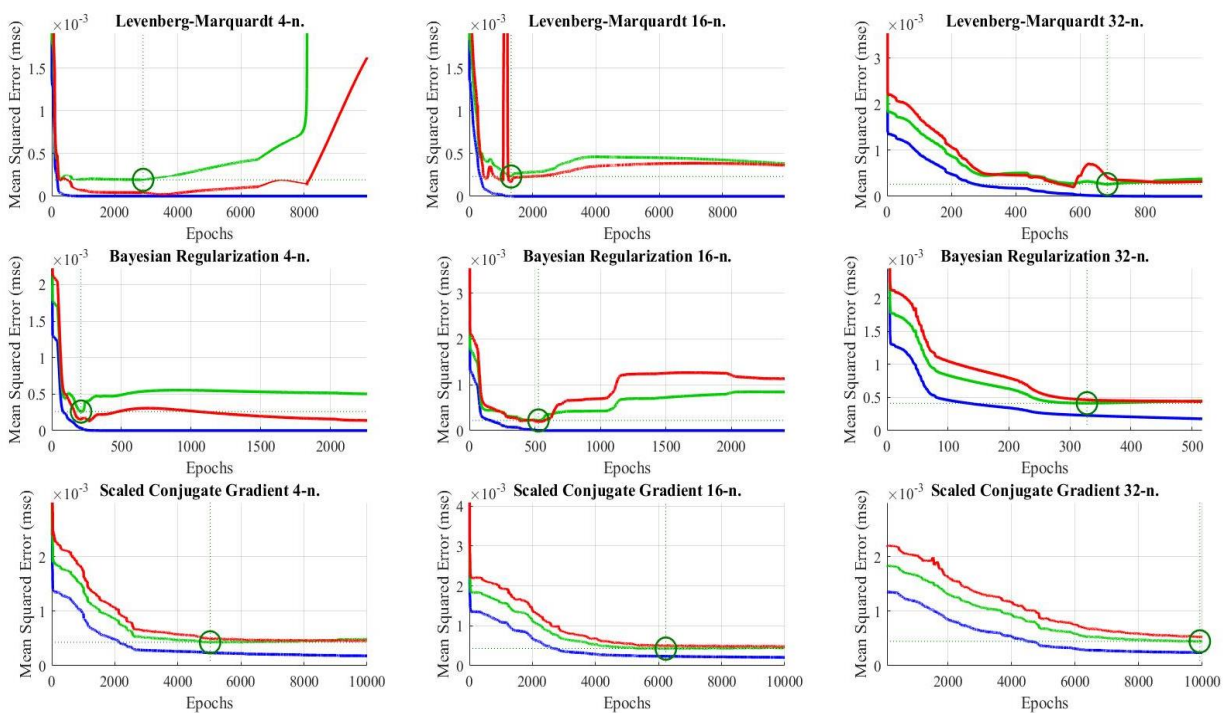 ×10⁻³ Levenberg-Marquardt 4-n.
Mean Squared Error (mse)
1.5
1
0.5
0
0 2000 4000 6000 8000
Epochs
×10⁻³ Levenberg-Marquardt 16-n.
Mean Squared Error (mse)
1.5
1
0.5
0
0 2000 4000 6000 8000
Epochs
×10⁻³ Levenberg-Marquardt 32-n.
Mean Squared Error (mse)
3
2
1
0
0 200 400 600 800
Epochs
×10⁻³ Bayesian Regularization 4-n.
Mean Squared Error (mse)
2
1.5
1
0.5
0
0 500 1000 1500 2000
Epochs
×10⁻³ Bayesian Regularization 16-n.
Mean Squared Error (mse)
3
2
1
0
0 500 1000 1500 2000
Epochs
×10⁻³ Bayesian Regularization 32-n.
Mean Squared Error (mse)
2
1.5
1
0.5
0
0 100 200 300 400 500
Epochs
×10⁻³ Scaled Conjugate Gradient 4-n.
Mean Squared Error (mse)
2
1
0
0 2000 4000 6000 8000 10000
Epochs
×10⁻³ Scaled Conjugate Gradient 16-n.
Mean Squared Error (mse)
4
3
2
1
0
0 2000 4000 6000 8000 10000
Epochs
×10⁻³ Scaled Conjugate Gradient 32-n.
Mean Squared Error (mse)
2
1
0
2000 4000 6000 8000 10000
Epochs